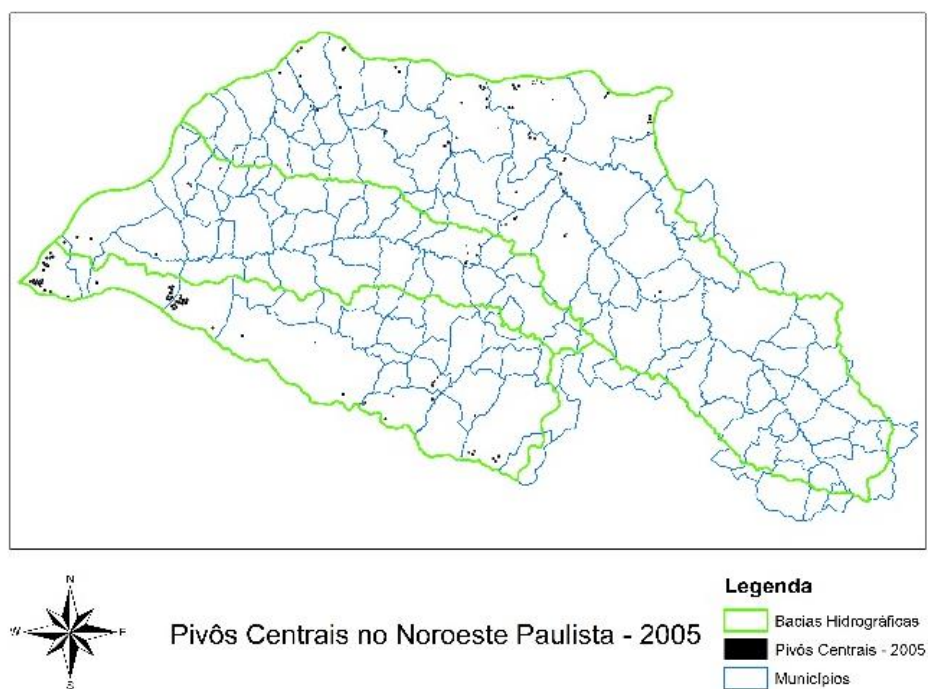 N
W E
S
Pivôs Centrais no Noroeste Paulista - 2005
Legenda
Bacias Hidrográficas
Pivôs Centrais - 2005
Municípios